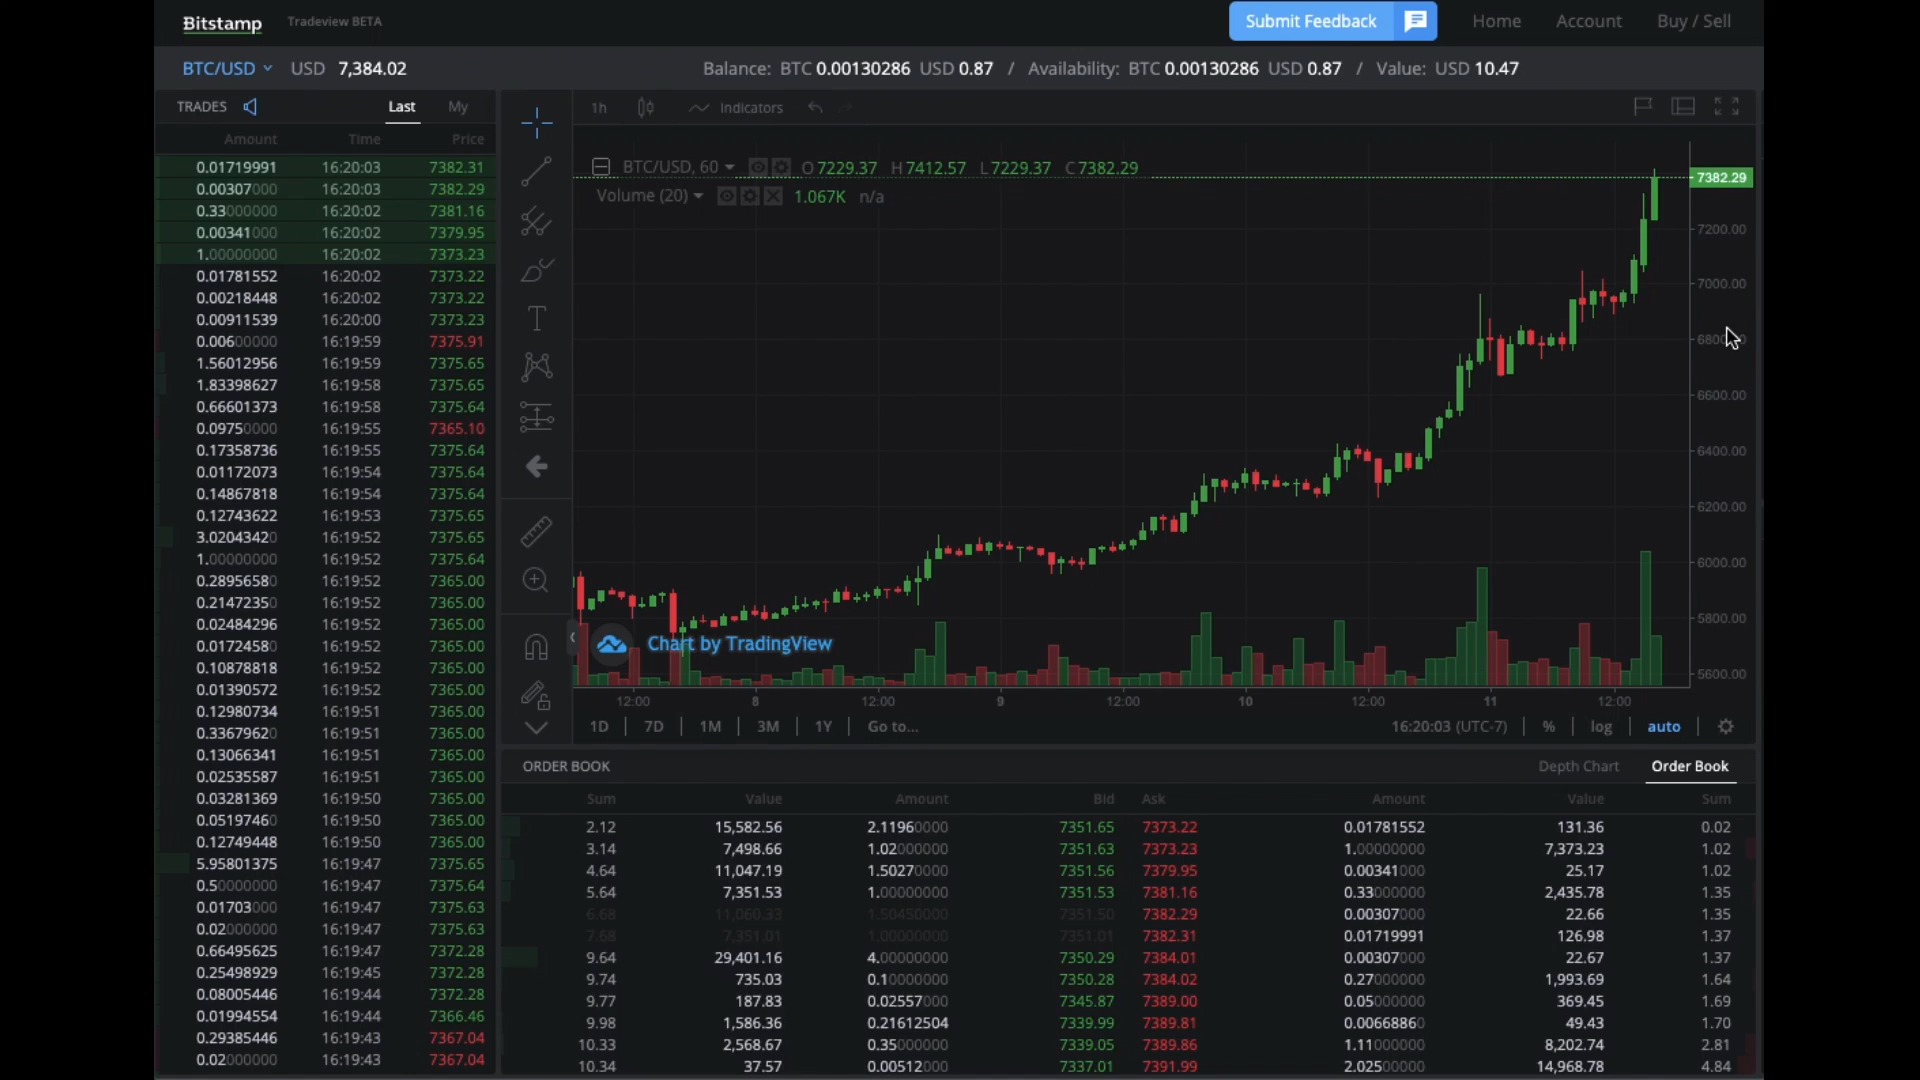 Bitstamp Tradeview BETA Submit Feedback Home Account Buy / Sell
BTC/USD USD 7,384.02 Balance: BTC 0.00130286 USD 0.87 / Availability: BTC 0.00130286 USD 0.87 / Value: USD 10.47
TRADES Last My
Amount Time Price
0.01719991 16:20:03 7382.31
0.00307000 16:20:03 7382.29
0.33000000 16:20:02 7381.16
0.00341000 16:20:02 7379.95
1.00000000 16:20:02 7373.23
0.01781552 16:20:02 7373.22
0.00218448 16:20:02 7373.22
0.00911539 16:20:00 7373.23
0.00600000 16:19:59 7375.91
1.56012956 16:19:59 7375.65
1.83398627 16:19:58 7375.65
0.66601373 16:19:58 7375.64
0.09750000 16:19:55 7365.10
0.17358736 16:19:55 7375.64
0.01172073 16:19:54 7375.64
0.14867818 16:19:54 7375.64
0.12743622 16:19:53 7375.65
3.02043420 16:19:52 7375.65
1.00000000 16:19:52 7375.64
0.28956580 16:19:52 7365.00
0.21472350 16:19:52 7365.00
0.02484296 16:19:52 7365.00
0.01724580 16:19:52 7365.00
0.10878818 16:19:52 7365.00
0.01390572 16:19:52 7365.00
0.12980734 16:19:51 7365.00
0.33679620 16:19:51 7365.00
0.13066341 16:19:51 7365.00
0.02535587 16:19:51 7365.00
0.03281369 16:19:50 7365.00
0.05197460 16:19:50 7365.00
0.12749448 16:19:50 7365.00
5.95801375 16:19:47 7375.65
0.50000000 16:19:47 7375.64
0.01703000 16:19:47 7375.63
0.02000000 16:19:47 7375.63
0.66495625 16:19:47 7372.28
0.25498929 16:19:45 7372.28
0.08005446 16:19:44 7372.28
0.01994554 16:19:44 7366.46
0.29385446 16:19:43 7367.04
0.02000000 16:19:43 7367.04
1h Indicators
BTC/USD, 60 O 7229.37 H 7412.57 L 7229.37 C 7382.29
Volume (20) 1.067K n/a
7382.29
7200.00
7000.00
6800
6600.00
6400.00
6200.00
6000.00
5800.00
5600.00
Chart by TradingView
12:00 8 12:00 9 12:00 10 12:00 11 12:00
1D 7D 1M 3M 1Y Go to... 16:20:03 (UTC-7) % log auto
ORDER BOOK Depth Chart Order Book
Sum Value Amount Bid Ask Amount Value Sum
2.12 15,582.56 2.11960000 7351.65 7373.22 0.01781552 131.36 0.02
3.14 7,498.66 1.02000000 7351.63 7373.23 1.00000000 7,373.23 1.02
4.64 11,047.19 1.50270000 7351.56 7379.95 0.00341000 25.17 1.02
5.64 7,351.53 1.00000000 7351.53 7381.16 0.33000000 2,435.78 1.35
6.68 11,060.33 1.50450000 7351.50 7382.29 0.00307000 22.66 1.35
7.68 7,351.01 1.00000000 7351.01 7382.31 0.01719991 126.98 1.37
9.64 29,401.16 4.00000000 7350.29 7384.01 0.00307000 22.67 1.37
9.74 735.03 0.10000000 7350.28 7384.02 0.27000000 1,993.69 1.64
9.77 187.83 0.02557000 7345.87 7389.00 0.05000000 369.45 1.69
9.98 1,586.36 0.21612504 7339.99 7389.81 0.00668860 49.43 1.70
10.33 2,568.67 0.35000000 7339.05 7389.86 1.11000000 8,202.74 2.81
10.34 37.57 0.00512000 7337.01 7391.99 2.02500000 14,968.78 4.84